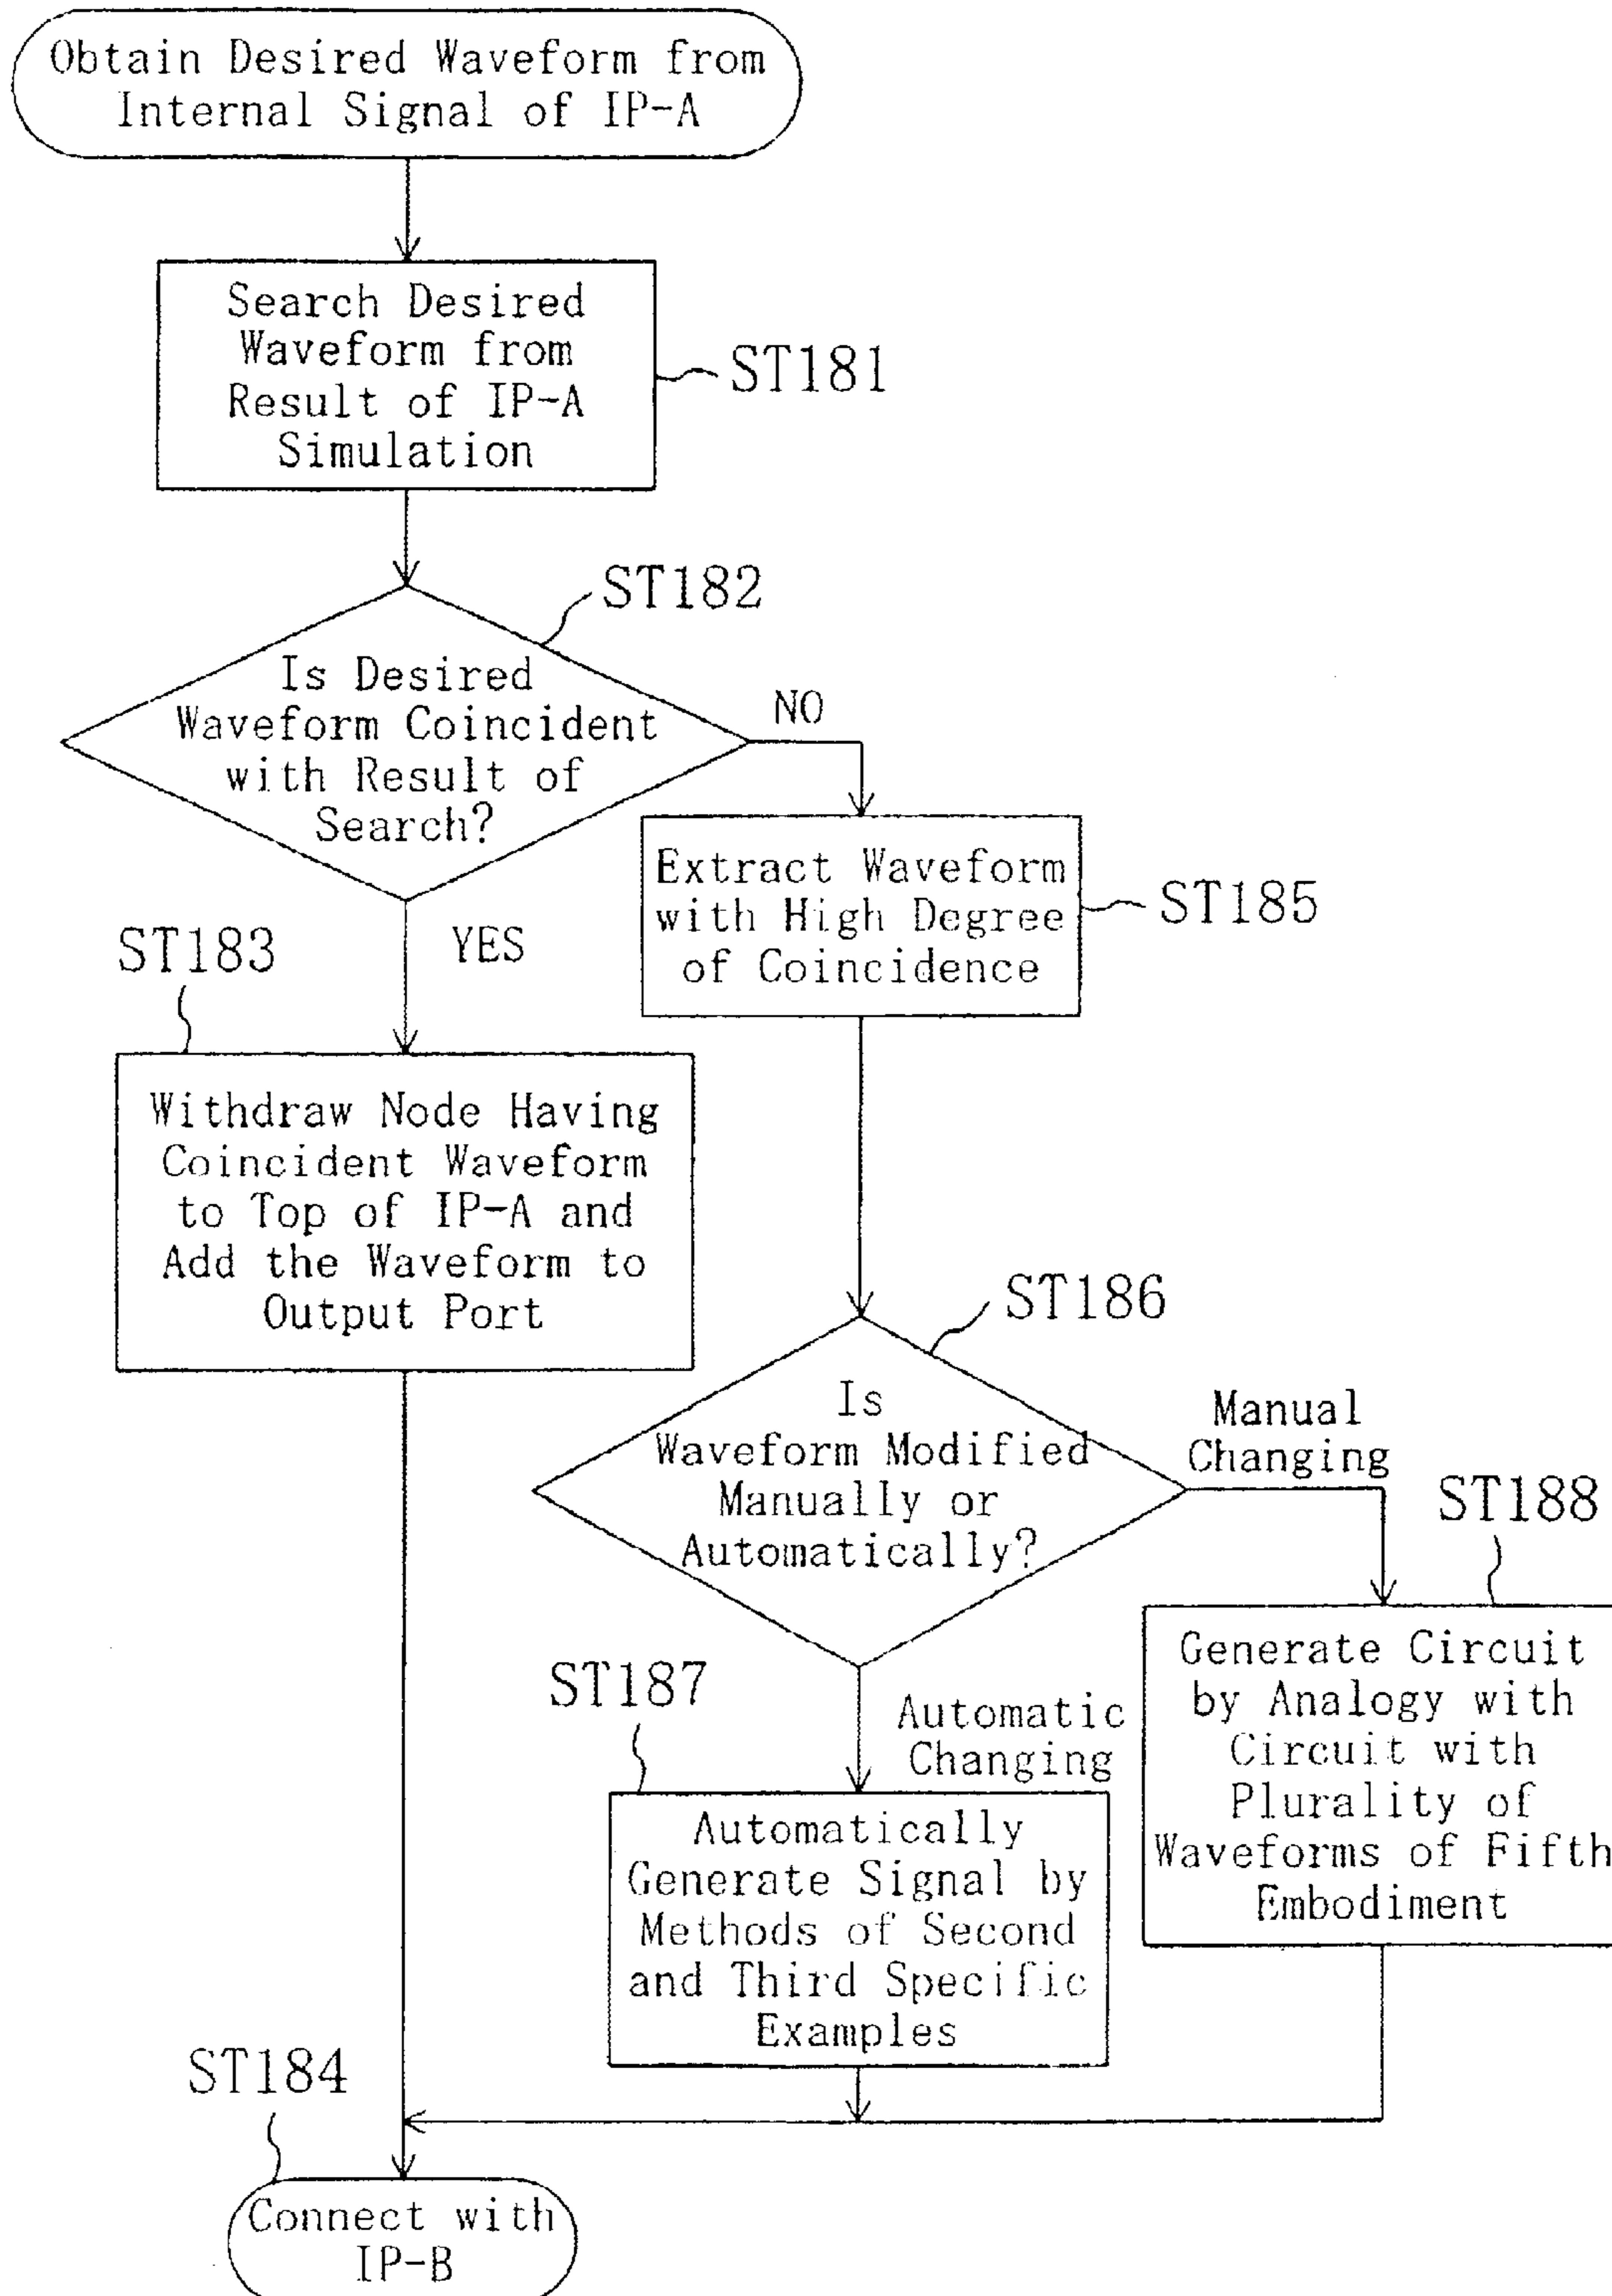 Obtain Desired Waveform from
Internal Signal of IP-A
Search Desired
Waveform from
Result of IP-A
Simulation
ST181
ST182
Is Desired
Waveform Coincident
with Result of
Search?
NO
YES
Extract Waveform
with High Degree
of Coincidence
ST185
ST183
Withdraw Node Having
Coincident Waveform
to Top of IP-A and
Add the Waveform to
Output Port
ST186
Is
Waveform Modified
Manually or
Automatically?
Manual
Changing
ST188
Generate Circuit
by Analogy with
Circuit with
Plurality of
Waveforms of Fifth
Embodiment
ST187
Automatic
Changing
Automatically
Generate Signal by
Methods of Second
and Third Specific
Examples
ST184
Connect with
IP-B